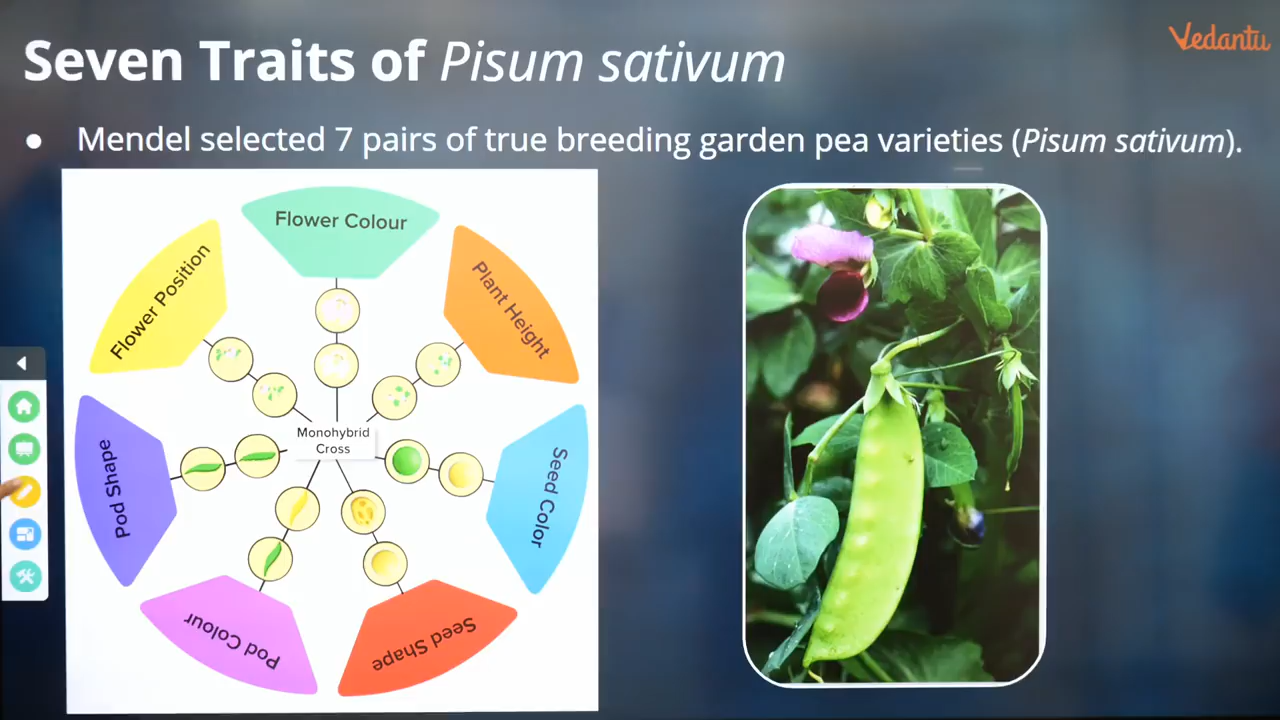 Vedantu
Seven Traits of Pisum sativum
● Mendel selected 7 pairs of true breeding garden pea varieties (Pisum sativum).
Flower Colour
Plant Height
Seed Color
Seed Shape
Pod Colour
Pod Shape
Flower Position
Monohybrid
Cross